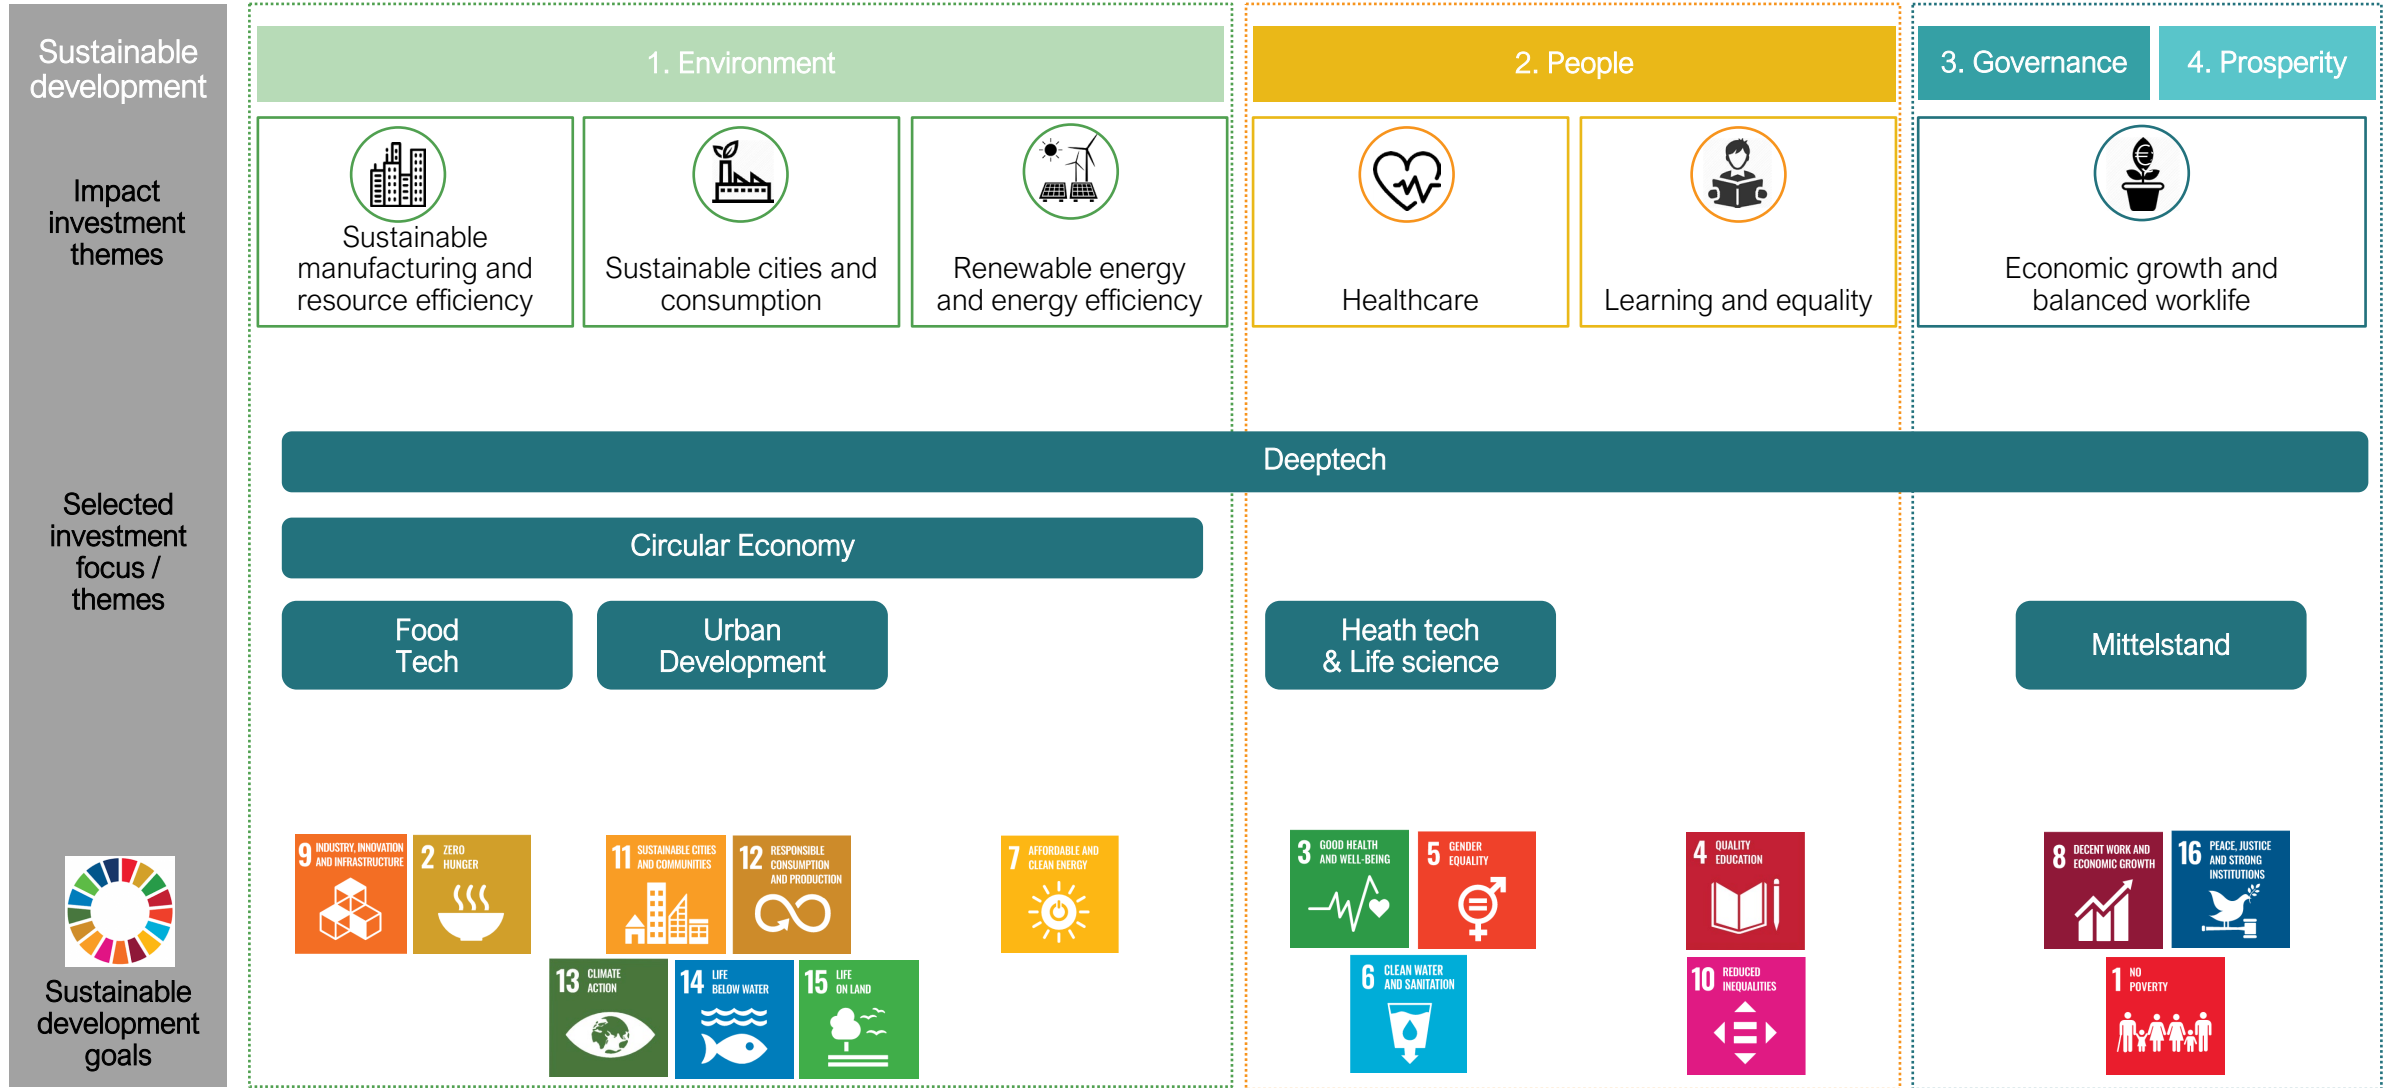 Sustainable
development
1. Environment
2. People
3. Governance
4. Prosperity
Impact
investment
themes
Sustainable
manufacturing and
resource efficiency
Sustainable cities and
consumption
Renewable energy
and energy efficiency
Healthcare
Learning and equality
€
Economic growth and
balanced worklife
Selected
investment
focus /
themes
Deeptech
Circular Economy
Food
Tech
Urban
Development
Heath tech
& Life science
Mittelstand
Sustainable
development
goals
9 INDUSTRY, INNOVATION
AND INFRASTRUCTURE
2 ZERO
HUNGER
11 SUSTAINABLE CITIES
AND COMMUNITIES
12 RESPONSIBLE
CONSUMPTION
AND PRODUCTION
7 AFFORDABLE AND
CLEAN ENERGY
13 CLIMATE
ACTION
14 LIFE
BELOW WATER
15 LIFE
ON LAND
3 GOOD HEALTH
AND WELL-BEING
5 GENDER
EQUALITY
6 CLEAN WATER
AND SANITATION
4 QUALITY
EDUCATION
10 REDUCED
INEQUALITIES
8 DECENT WORK AND
ECONOMIC GROWTH
16 PEACE, JUSTICE
AND STRONG
INSTITUTIONS
1 NO
POVERTY